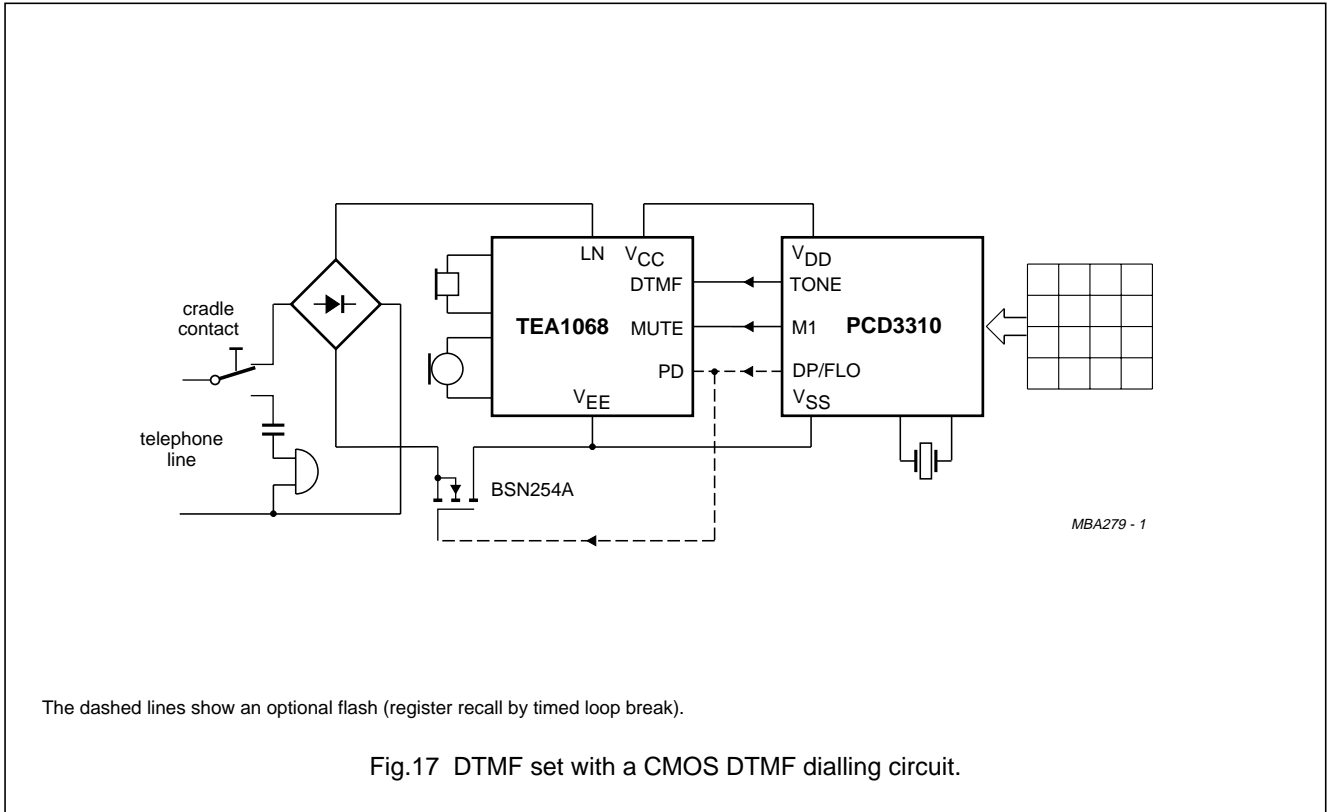 LN VCC
DTMF
TEA1068
MUTE
PD
VEE
VDD
TONE
M1 PCD3310
DP/FLO
VSS
cradle
contact
telephone
line
BSN254A
MBA279 - 1
The dashed lines show an optional flash (register recall by timed loop break).
Fig.17 DTMF set with a CMOS DTMF dialling circuit.